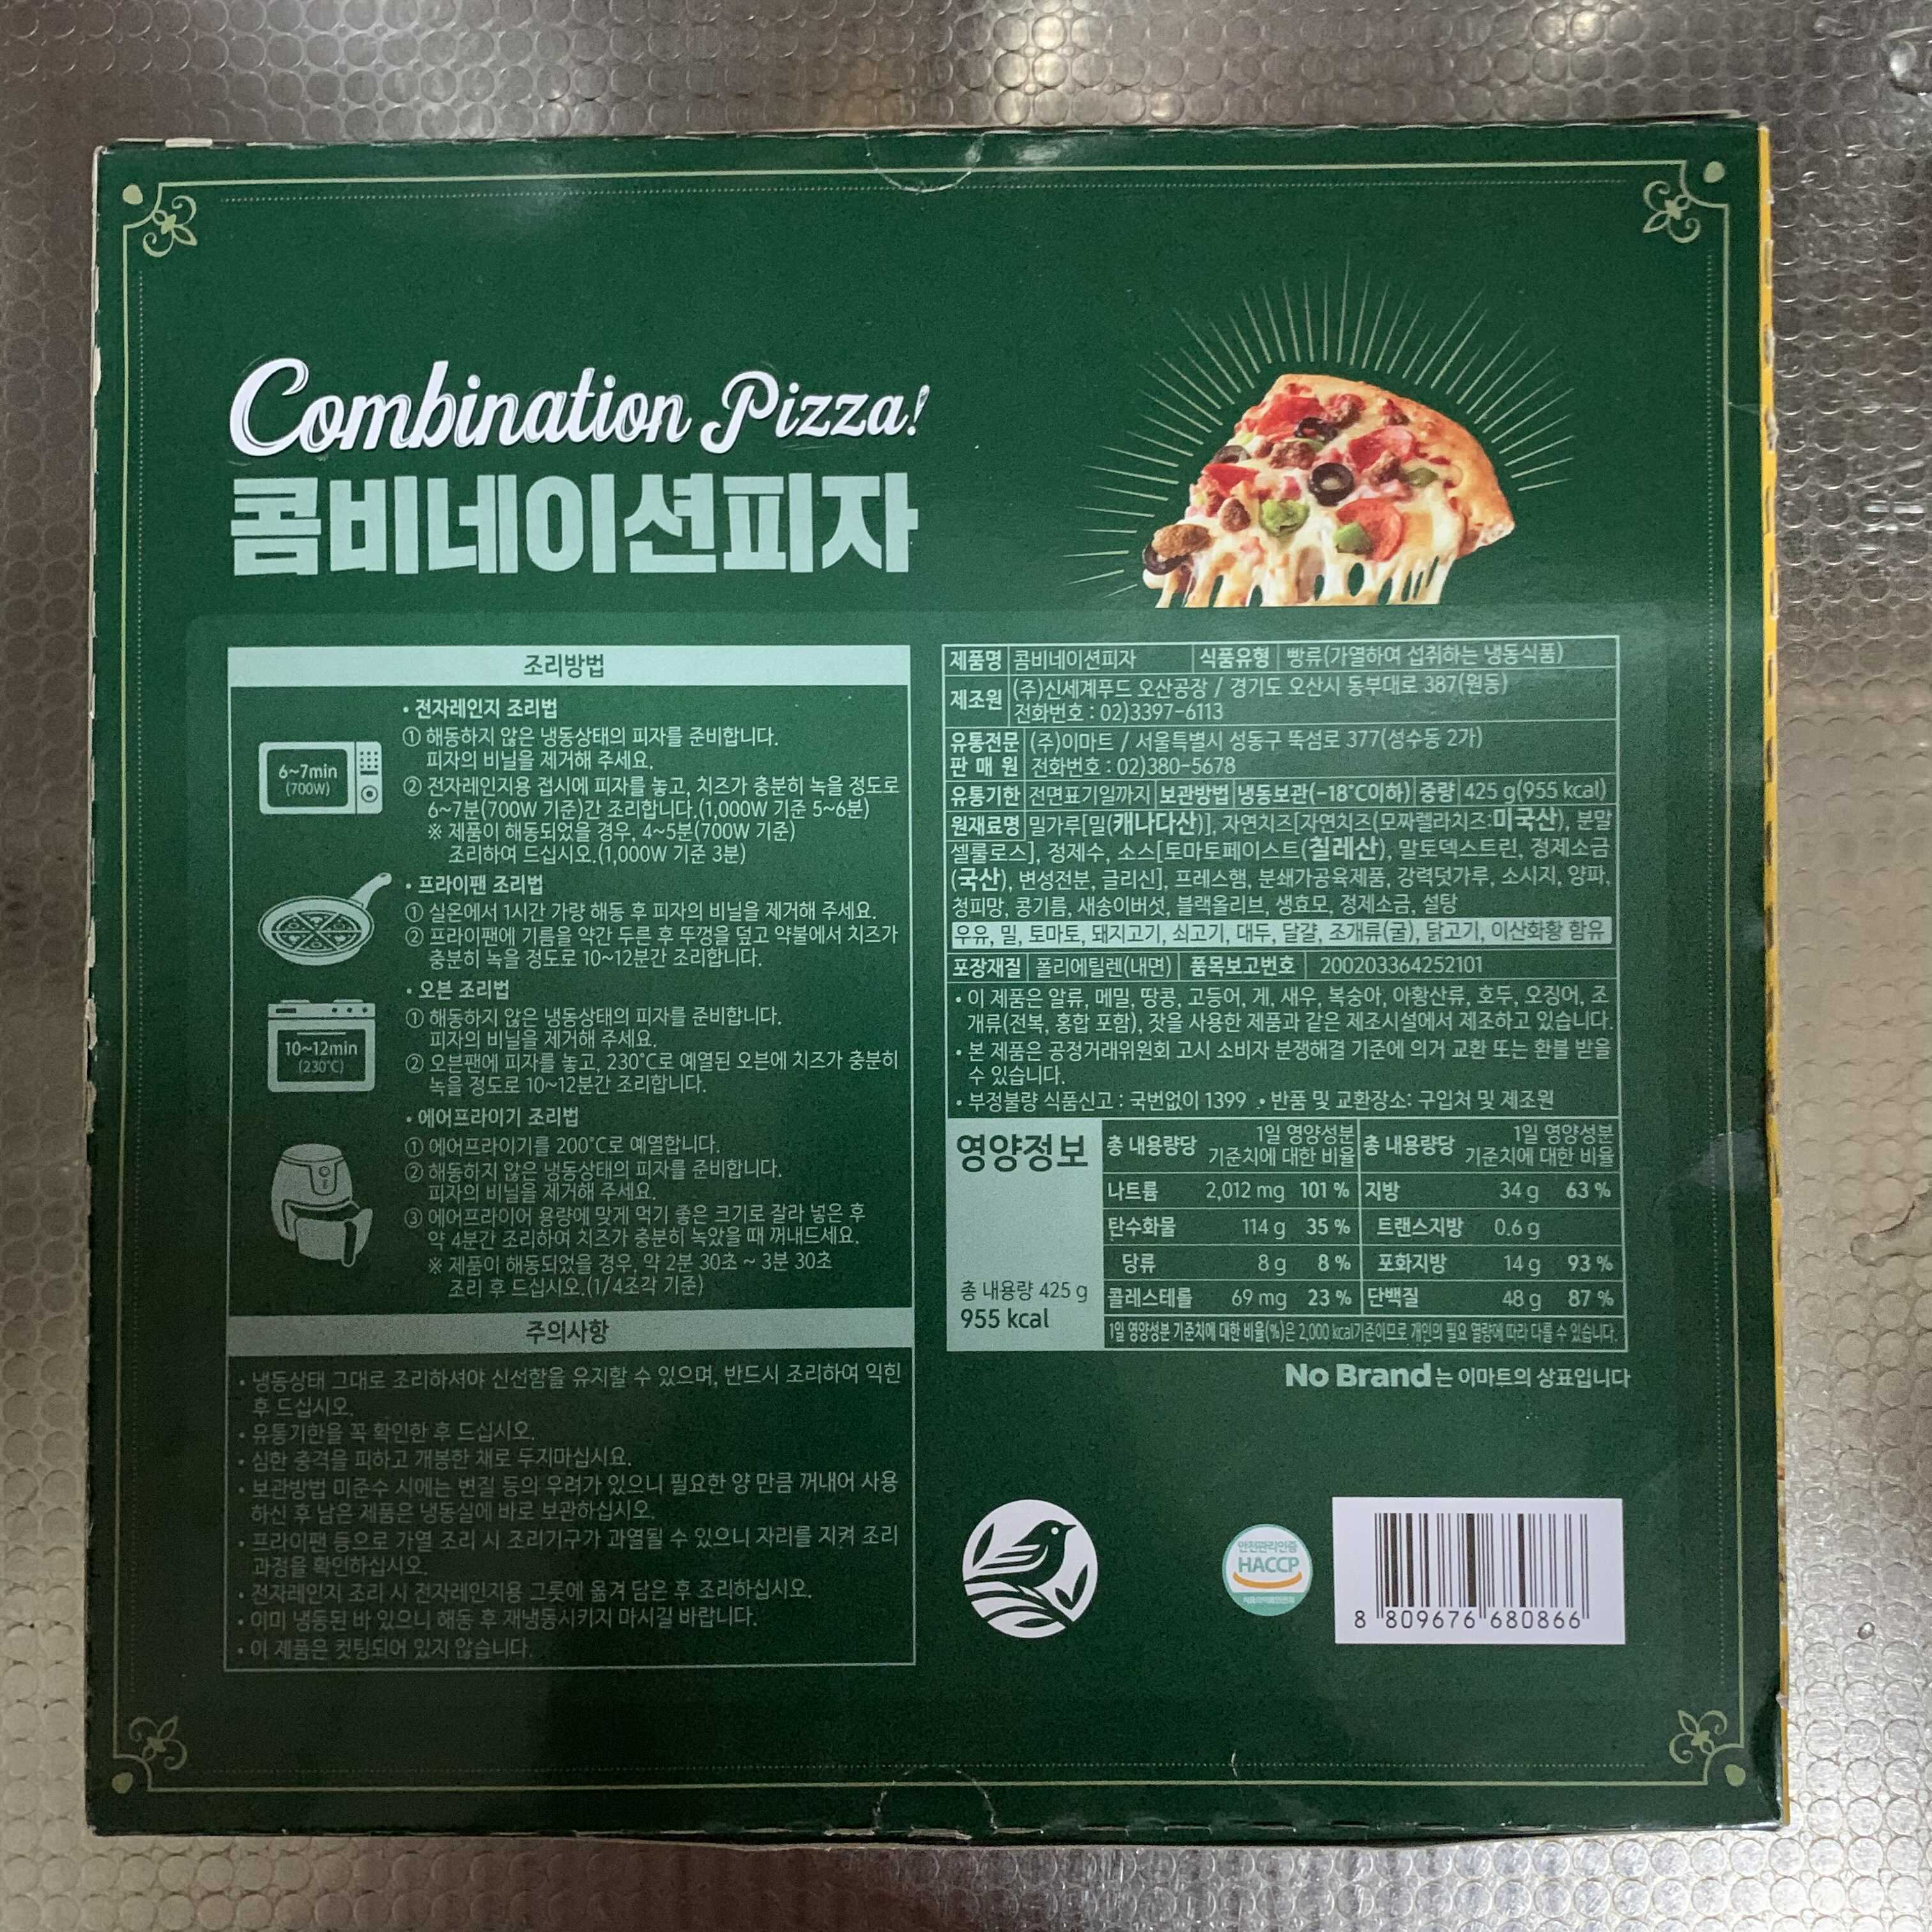 Combination Pizza!
콤비네이션피자
조리방법
6~7min
(700W)
• 전자레인지 조리법
① 해동하지 않은 냉동상태의 피자를 준비합니다.
피자의 비닐을 제거해 주세요.
② 전자레인지용 접시에 피자를 놓고, 치즈가 충분히 녹을 정도로
6~7분(700W 기준)간 조리합니다.(1,000W 기준 5~6분)
※ 제품이 해동되었을 경우, 4~5분(700W 기준)
조리하여 드십시오.(1,000W 기준 3분)
• 프라이팬 조리법
① 실온에서 1시간 가량 해동 후 피자의 비닐을 제거해 주세요.
② 프라이팬에 기름을 약간 두른 후 뚜껑을 덮고 약불에서 치즈가
충분히 녹을 정도로 10~12분간 조리합니다.
10~12min
(230℃)
• 오븐 조리법
① 해동하지 않은 냉동상태의 피자를 준비합니다.
피자의 비닐을 제거해 주세요.
② 오븐팬에 피자를 놓고, 230℃로 예열된 오븐에 치즈가 충분히
녹을 정도로 10~12분간 조리합니다.
• 에어프라이기 조리법
① 에어프라이기를 200℃로 예열합니다.
② 해동하지 않은 냉동상태의 피자를 준비합니다.
피자의 비닐을 제거해 주세요.
③ 에어프라이어 용량에 맞게 먹기 좋은 크기로 잘라 넣은 후
약 4분간 조리하여 치즈가 충분히 녹았을 때 꺼내드세요.
※ 제품이 해동되었을 경우, 약 2분 30초 ~ 3분 30초
조리 후 드십시오.(1/4조각 기준)
주의사항
• 냉동상태 그대로 조리하셔야 신선함을 유지할 수 있으며, 반드시 조리하여 익힌
후 드십시오.
• 유통기한을 꼭 확인한 후 드십시오.
• 심한 충격을 피하고 개봉한 채로 두지마십시요.
• 보관방법 미준수 시에는 변질 등의 우려가 있으니 필요한 양 만큼 꺼내어 사용
하신 후 남은 제품은 냉동실에 바로 보관하십시오.
• 프라이팬 등으로 가열 조리 시 조리기구가 과열될 수 있으니 자리를 지켜 조리
과정을 확인하십시오.
• 전자레인지 조리 시 전자레인지용 그릇에 옮겨 담은 후 조리하십시오.
• 이미 냉동된 바 있으니 해동 후 재냉동시키지 마시길 바랍니다.
• 이 제품은 컷팅되어 있지 않습니다.
제품명 콤비네이션피자 식품유형 빵류(가열하여 섭취하는 냉동식품)
제조원 (주)신세계푸드 오산공장 / 경기도 오산시 동부대로 387(원동)
전화번호 : 02)3397-6113
유통전문 (주)이마트 / 서울특별시 성동구 뚝섬로 377(성수동 2가)
판 매 원 전화번호 : 02)380-5678
유통기한 전면표기일까지 보관방법 냉동보관(-18℃이하) 중량 425 g(955 kcal)
원재료명 밀가루[밀(캐나다산)], 자연치즈[자연치즈(모짜렐라치즈:미국산), 분말
셀룰로스], 정제수, 소스[토마토페이스트(칠레산), 말토덱스트린, 정제소금
(국산), 변성전분, 글리신], 프레스햄, 분쇄가공육제품, 강력덧가루, 소시지, 양파,
청피망, 콩기름, 새송이버섯, 블랙올리브, 생효모, 정제소금, 설탕
우유, 밀, 토마토, 돼지고기, 쇠고기, 대두, 달걀, 조개류(굴), 닭고기, 이산화황 함유
포장재질 폴리에틸렌(내면) 품목보고번호 200203364252101
• 이 제품은 알류, 메밀, 땅콩, 고등어, 게, 새우, 복숭아, 아황산류, 호두, 오징어, 조
개류(전복, 홍합 포함), 잣을 사용한 제품과 같은 제조시설에서 제조하고 있습니다.
• 본 제품은 공정거래위원회 고시 소비자 분쟁해결 기준에 의거 교환 또는 환불 받을
수 있습니다.
• 부정불량 식품신고 : 국번없이 1399 • 반품 및 교환장소: 구입처 및 제조원
영양정보
총 내용량 425 g
955 kcal
총 내용량당 1일 영양성분 기준치에 대한 비율 총 내용량당 1일 영양성분 기준치에 대한 비율
나트륨 2,012 mg 101 % 지방 34 g 63 %
탄수화물 114 g 35 % 트랜스지방 0.6 g
당류 8 g 8 % 포화지방 14 g 93 %
콜레스테롤 69 mg 23 % 단백질 48 g 87 %
1일 영양성분 기준치에 대한 비율(%)은 2,000 kcal기준이므로 개인의 필요 열량에 따라 다를 수 있습니다.
No Brand는 이마트의 상표입니다
안전관리인증
HACCP
식품의약품안전처
8 809676 680866